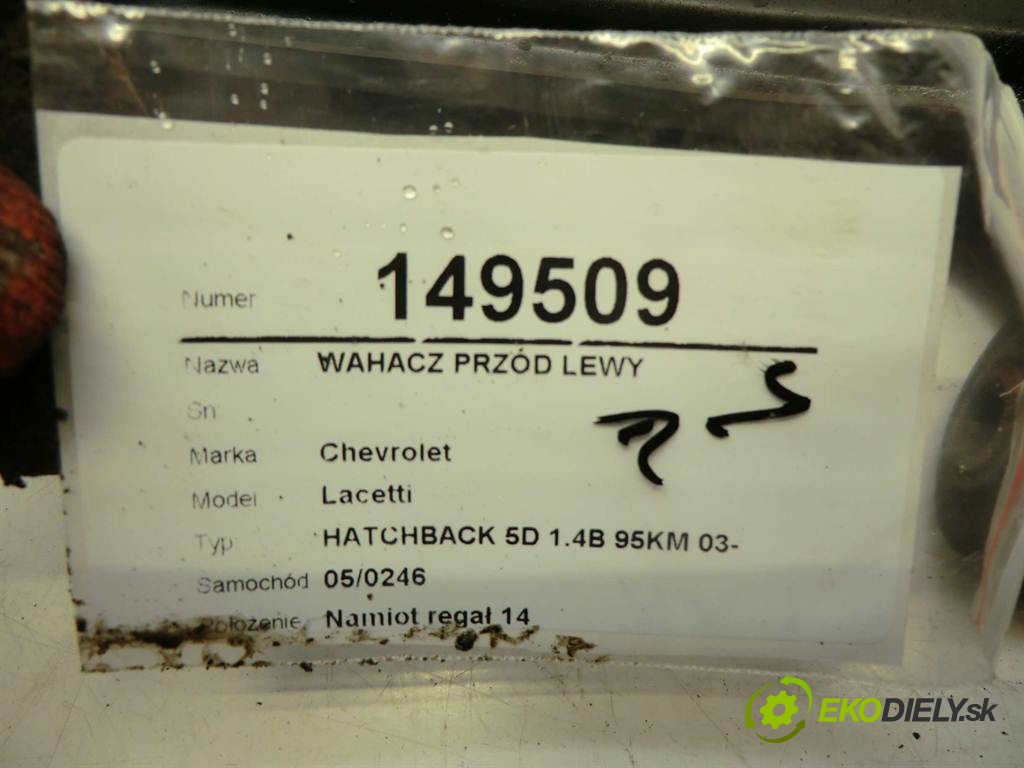 Numer 149509
Nazwa WAHACZ PRZÓD LEWY
Sn
Marka Chevrolet
Model Lacetti
Typ HATCHBACK 5D 1.4B 95KM 03-
Samochód 05/0246
Położenie Namiot regał 14
EKODIELY.sk